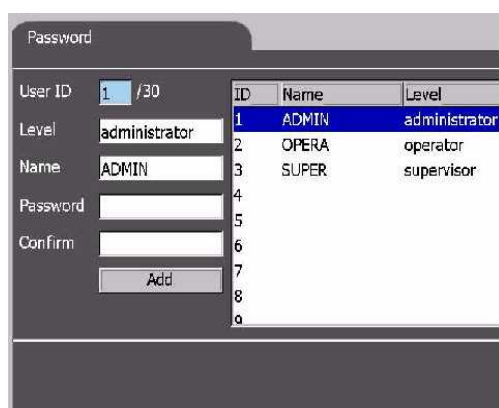 Password
User ID 1 /30
Level administrator
Name ADMIN
Password
Confirm
Add
ID Name Level
1 ADMIN administrator
2 OPERA operator
3 SUPER supervisor
4
5
6
7
8
9